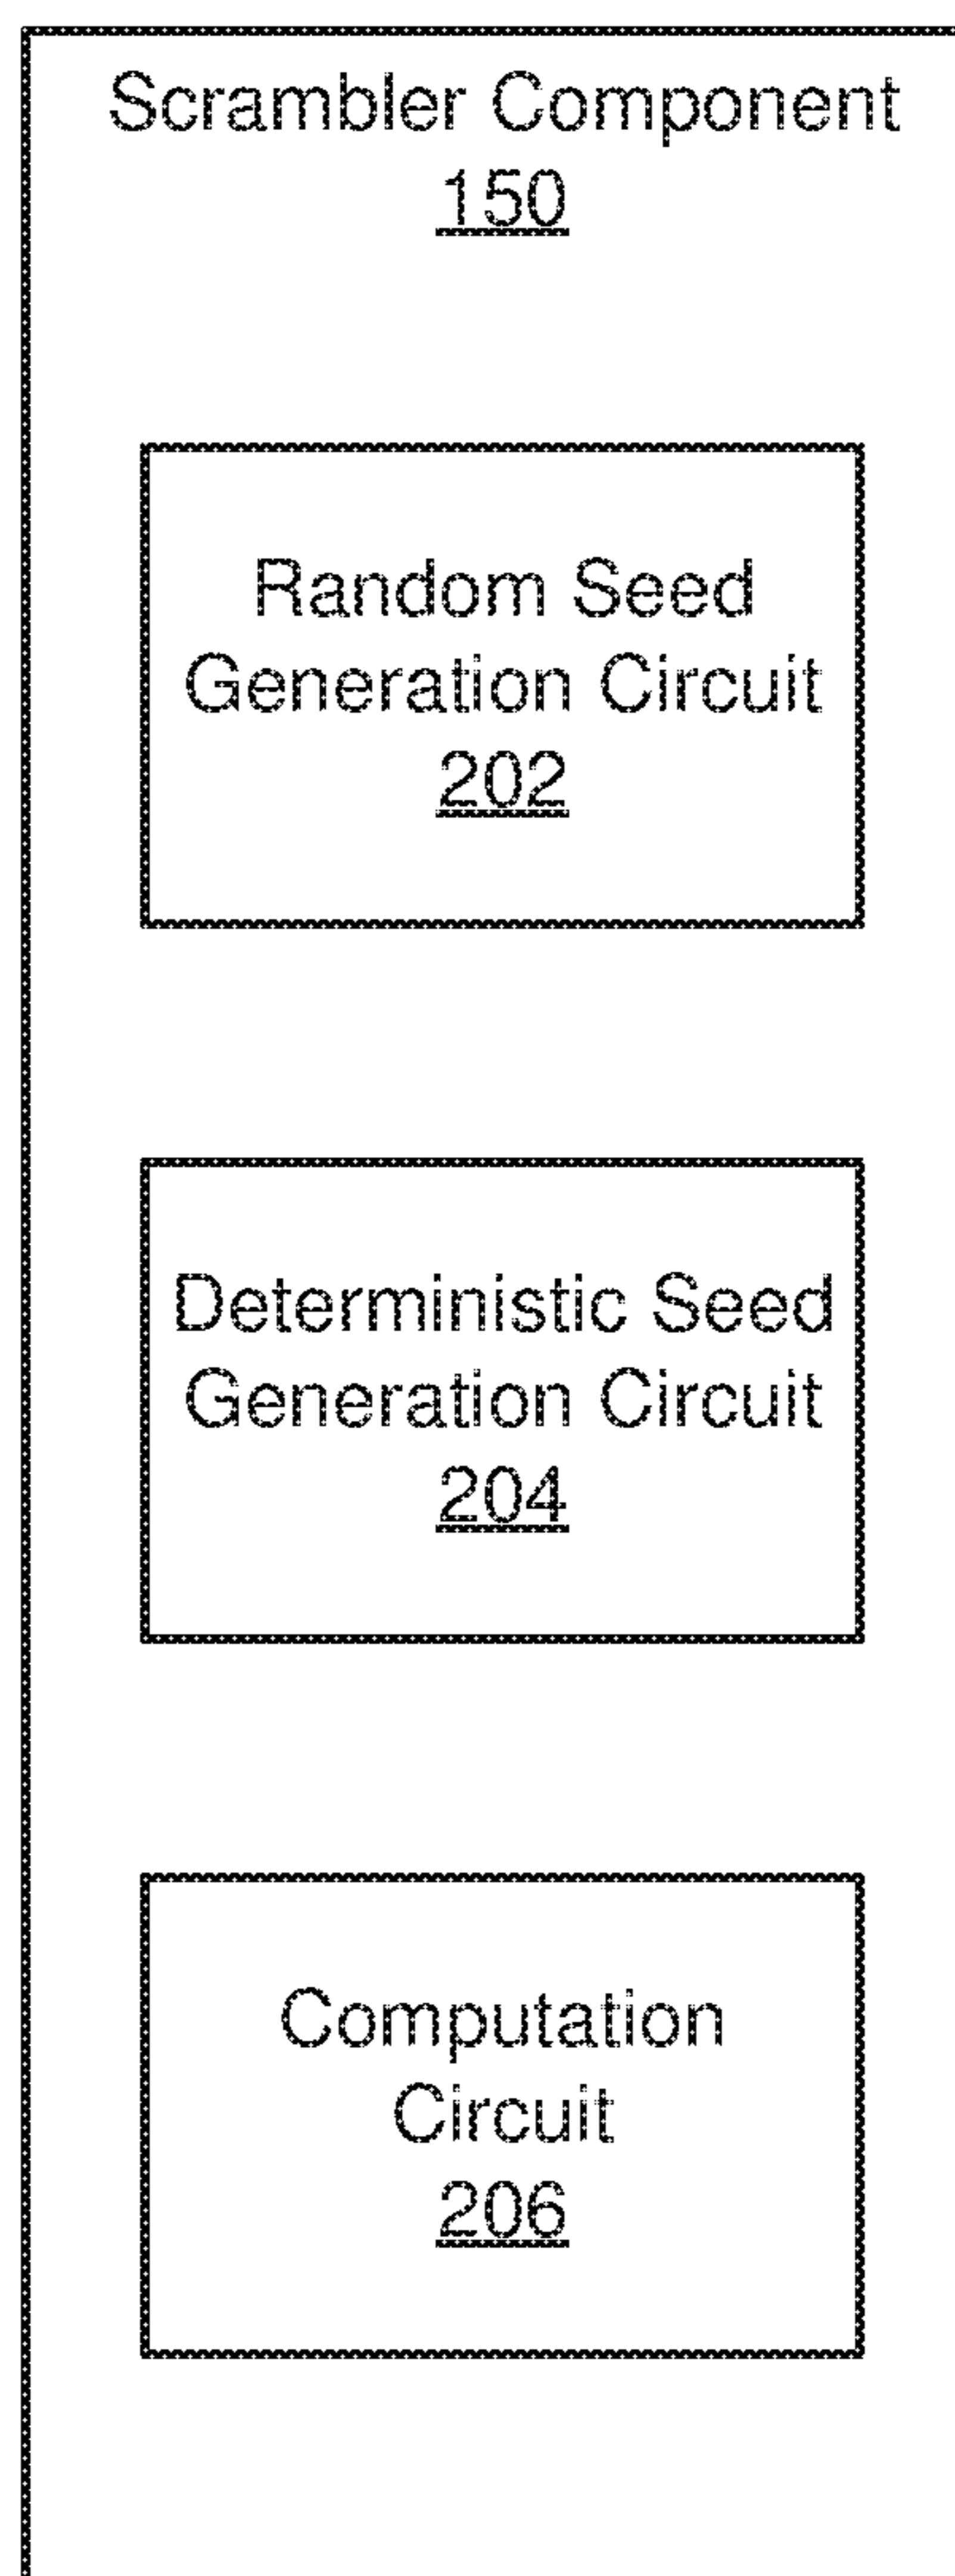 Scrambler Component
150
Random Seed
Generation Circuit
202
Deterministic Seed
Generation Circuit
204
Computation
Circuit
206